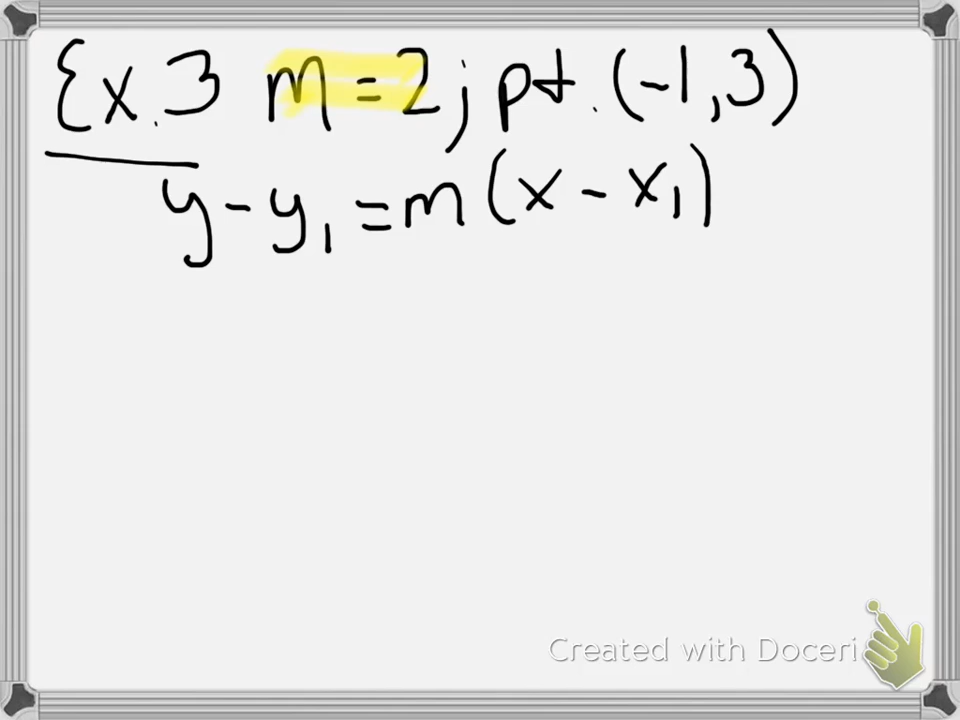 Ex. 3 m = 2; pt. (-1,3)
y - y₁ = m(x - x₁)
Created with Doceri